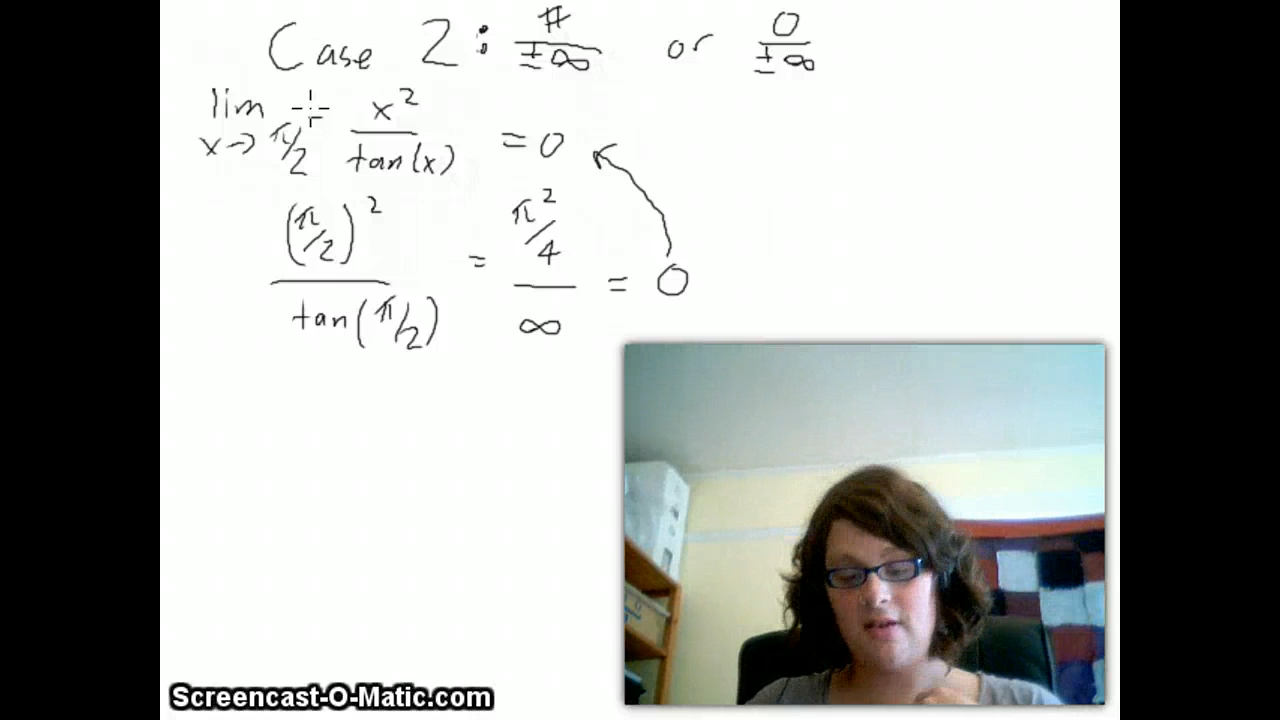 Case 2: #/±∞ or 0/±∞
lim x→π/2 x²/tan(x) = 0
(π/2)²/tan(π/2) = π²/4/∞ = 0
Screencast-O-Matic.com